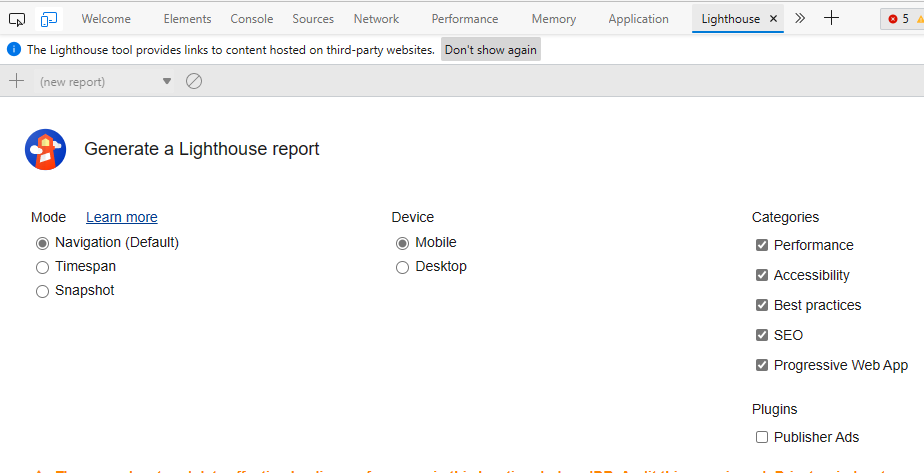 Welcome Elements Console Sources Network Performance Memory Application Lighthouse × 5
The Lighthouse tool provides links to content hosted on third-party websites. Don't show again
(new report)
Generate a Lighthouse report
Mode Learn more Device Categories
Navigation (Default) Mobile Performance
Timespan Desktop Accessibility
Snapshot Best practices
SEO
Progressive Web App
Plugins
Publisher Ads